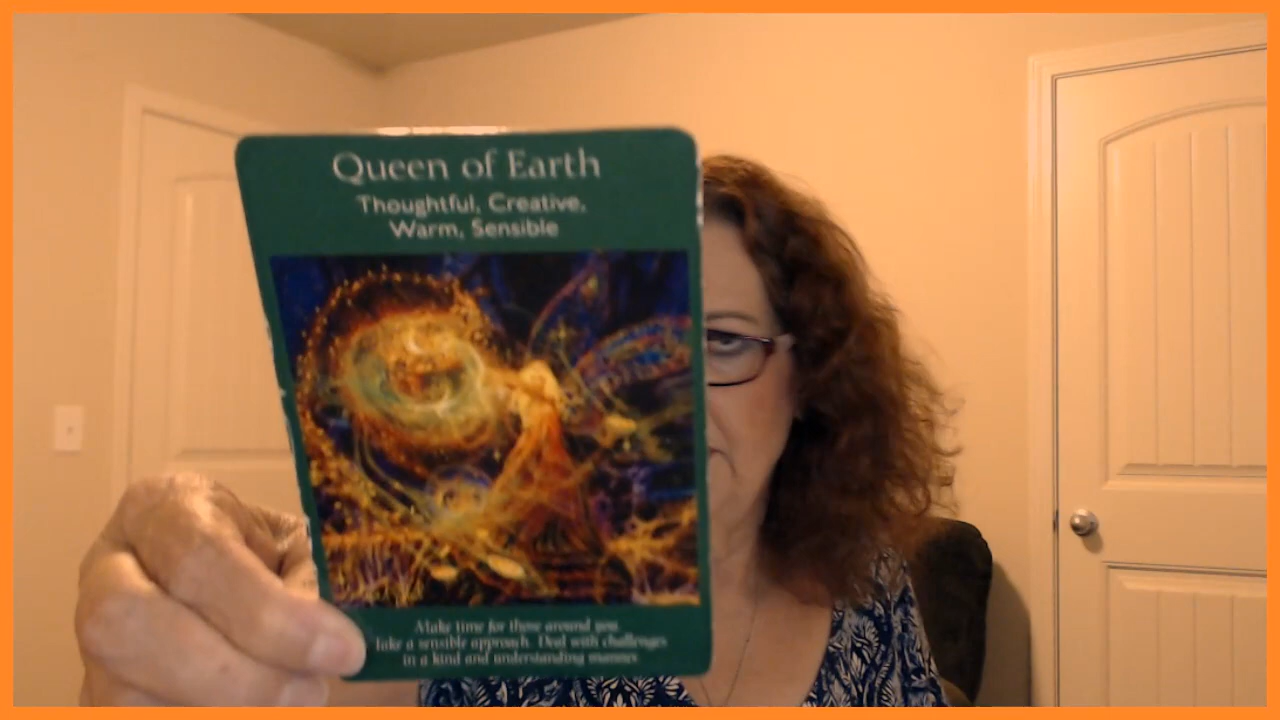 Queen of Earth
Thoughtful, Creative,
Warm, Sensible
Make time for those around you.
Take a sensible approach. Deal with challenges
in a kind and understanding manner.